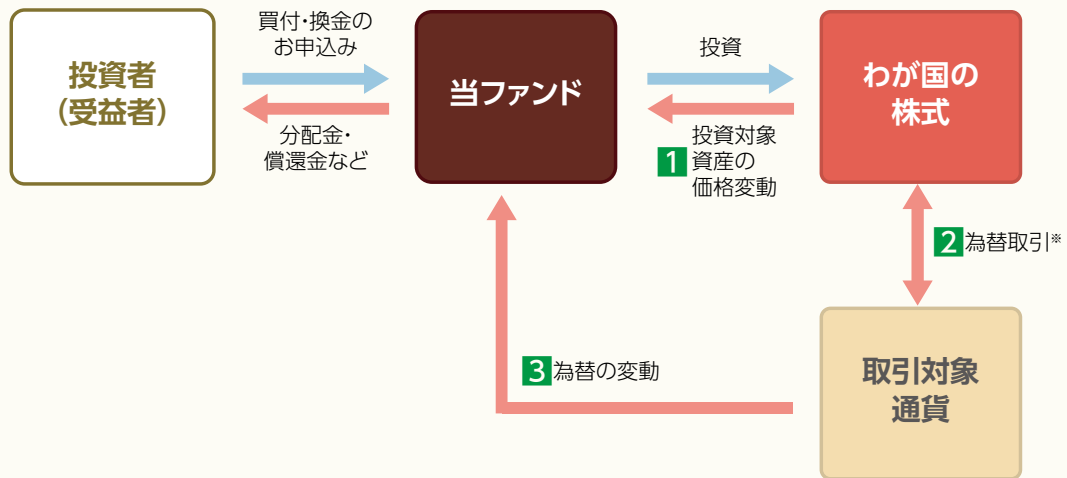 投資者
(受益者)
買付・換金の
お申込み
分配金・
償還金など
当ファンド
投資
1 投資対象
資産の
価格変動
わが国の
株式
2 為替取引※
3 為替の変動
取引対象
通貨